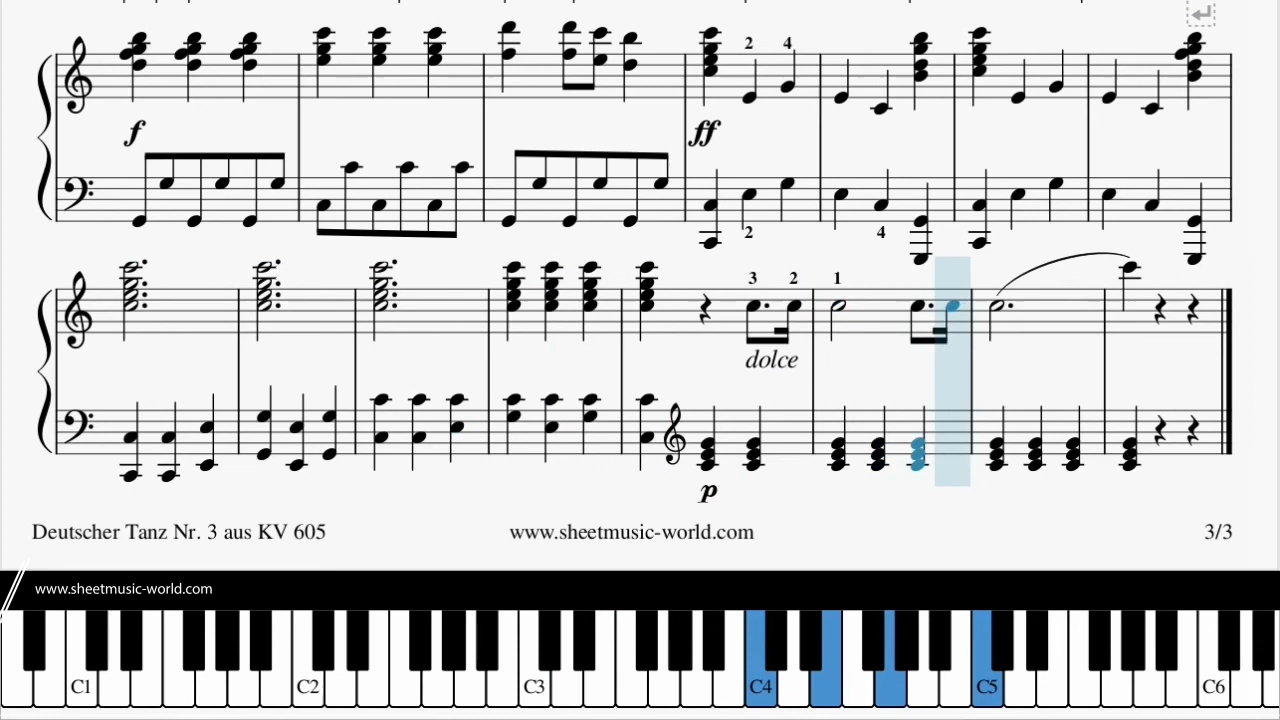 2 4
f ff
2 4
3 2 1
dolce
p
Deutscher Tanz Nr. 3 aus KV 605 www.sheetmusic-world.com 3/3
www.sheetmusic-world.com
C1 C2 C3 C4 C5 C6